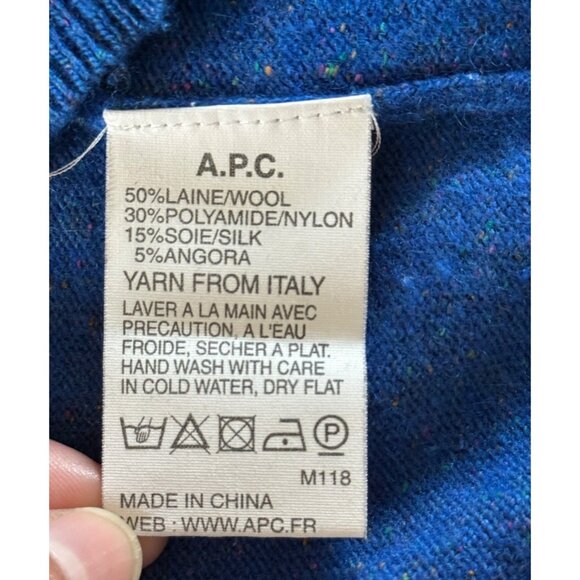 A.P.C.
50%LAINE/WOOL
30%POLYAMIDE/NYLON
15%SOIE/SILK
5%ANGORA
YARN FROM ITALY
LAVER A LA MAIN AVEC
PRECAUTION, A L'EAU
FROIDE, SECHER A PLAT.
HAND WASH WITH CARE
IN COLD WATER, DRY FLAT
P
M118
MADE IN CHINA
WEB : WWW.APC.FR